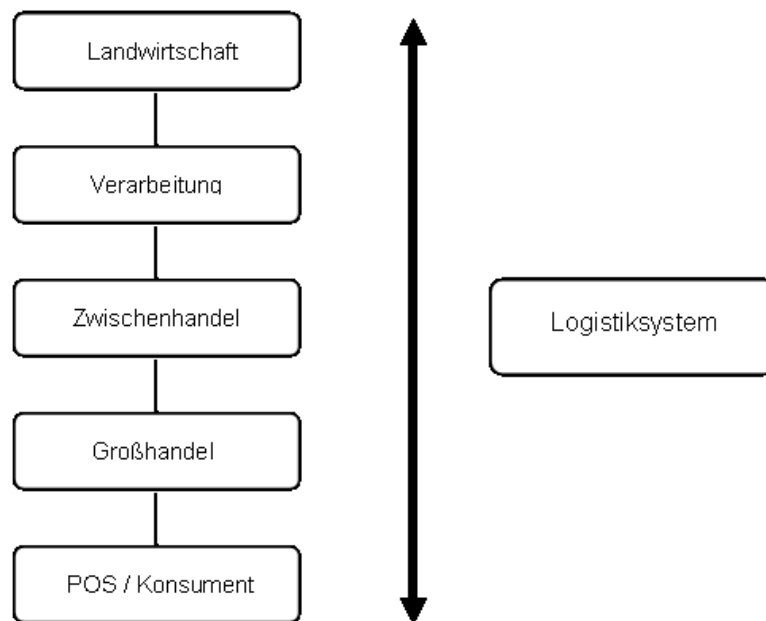 Landwirtschaft
Verarbeitung
Zwischenhandel
Logistiksystem
Großhandel
POS / Konsument